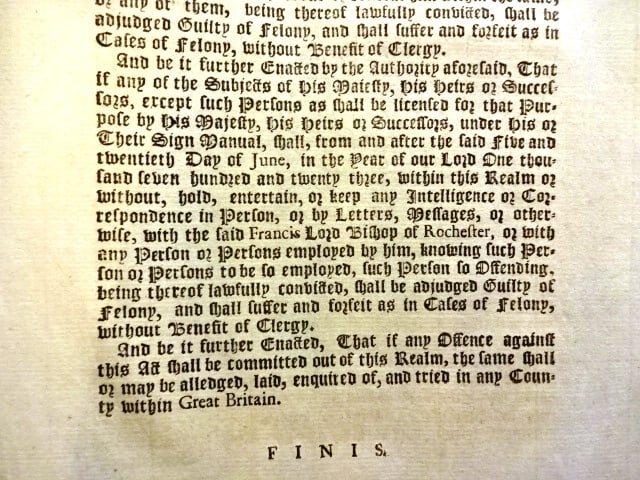 or any of them, being thereof lawfully convicted, shall be
adjudged Guilty of Felony, and shall suffer and forfeit as in
Cases of Felony, without Benefit of Clergy.
And be it further Enacted by the Authority aforesaid, That
if any of the Subjects of His Majesty, His Heirs or Succes-
sors, except such Persons as shall be licensed for that Pur-
pose by His Majesty, His Heirs or Successors, under His or
Their Sign Manual, shall, from and after the said Five and
twentieth Day of June, in the Year of our Lord One thou-
sand seven hundred and twenty three, within this Realm or
without, hold, entertain, or keep any Intelligence or Cor-
respondence in Person, or by Letters, Messages, or other-
wise, with the said Francis Lord Bishop of Rochester, or with
any Person or Persons employed by him, knowing such Per-
son or Persons to be so employed, such Person so Offending,
being thereof lawfully convicted, shall be adjudged Guilty of
Felony, and shall suffer and forfeit as in Cases of Felony,
without Benefit of Clergy.
And be it further Enacted, That if any Offence against
this Act shall be committed out of this Realm, the same shall
or may be alledged, laid, enquired of, and tried in any Coun-
ty within Great Britain.
FINIS.